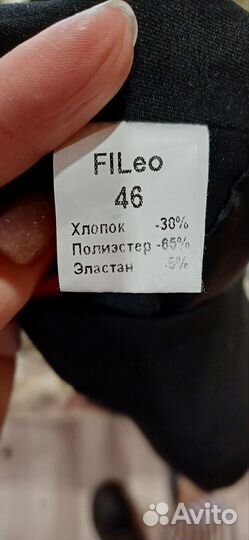 FILeo
46
Хлопок -30%
Полиэстер -65%
Эластан -5%
Avito